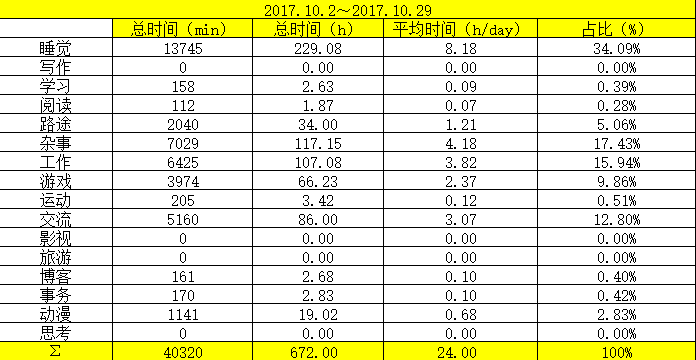 2017.10.2～2017.10.29
总时间（min） 总时间（h） 平均时间（h/day） 占比（%）
睡觉 13745 229.08 8.18 34.09%
写作 0 0.00 0.00 0.00%
学习 158 2.63 0.09 0.39%
阅读 112 1.87 0.07 0.28%
路途 2040 34.00 1.21 5.06%
杂事 7029 117.15 4.18 17.43%
工作 6425 107.08 3.82 15.94%
游戏 3974 66.23 2.37 9.86%
运动 205 3.42 0.12 0.51%
交流 5160 86.00 3.07 12.80%
影视 0 0.00 0.00 0.00%
旅游 0 0.00 0.00 0.00%
博客 161 2.68 0.10 0.40%
事务 170 2.83 0.10 0.42%
动漫 1141 19.02 0.68 2.83%
思考 0 0.00 0.00 0.00%
Σ 40320 672.00 24.00 100%